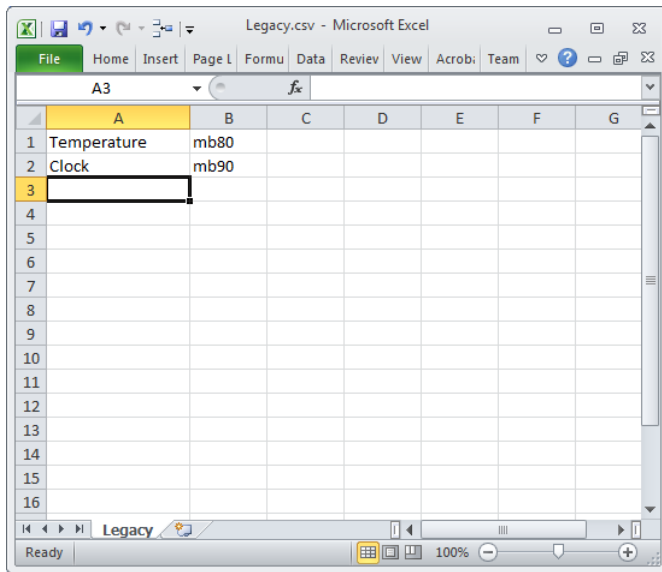 Legacy.csv - Microsoft Excel
File Home Insert Page L Formu Data Reviev View Acrob Team
A3 fx
A B C D E F G
1 Temperature mb80
2 Clock mb90
3
4
5
6
7
8
9
10
11
12
13
14
15
16
Legacy
Ready 100%